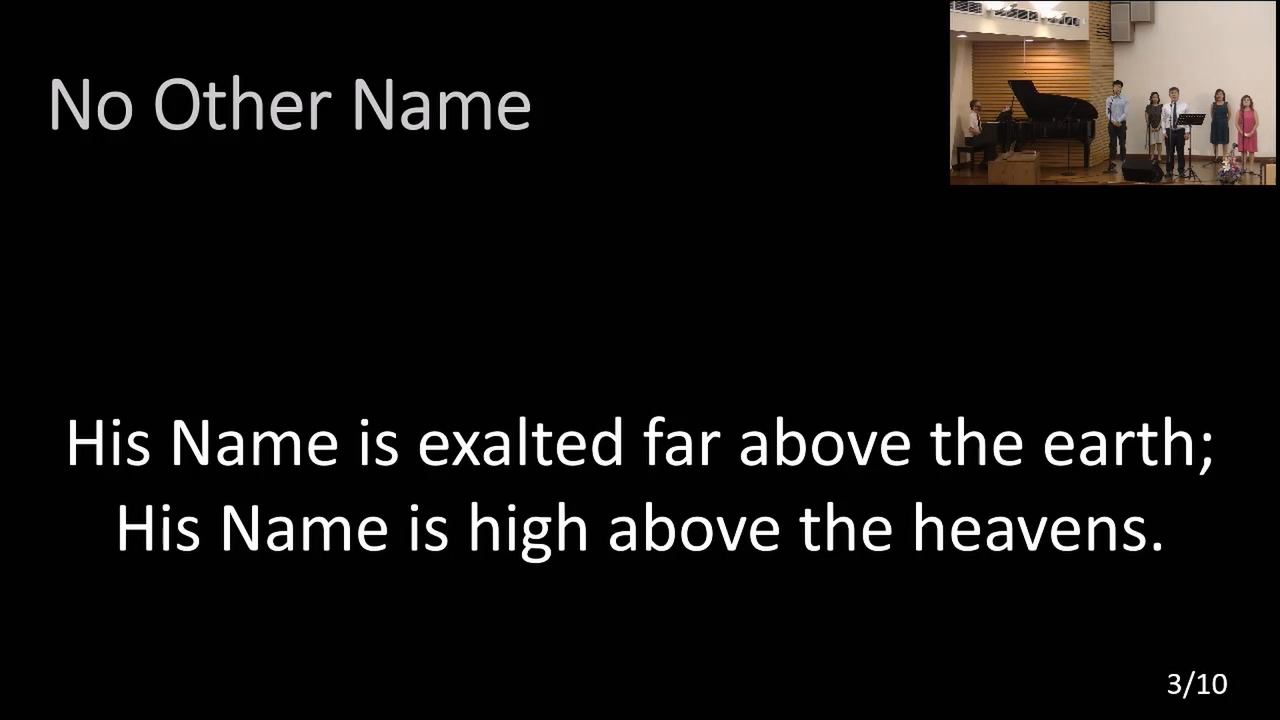 No Other Name
His Name is exalted far above the earth;
His Name is high above the heavens.
3/10